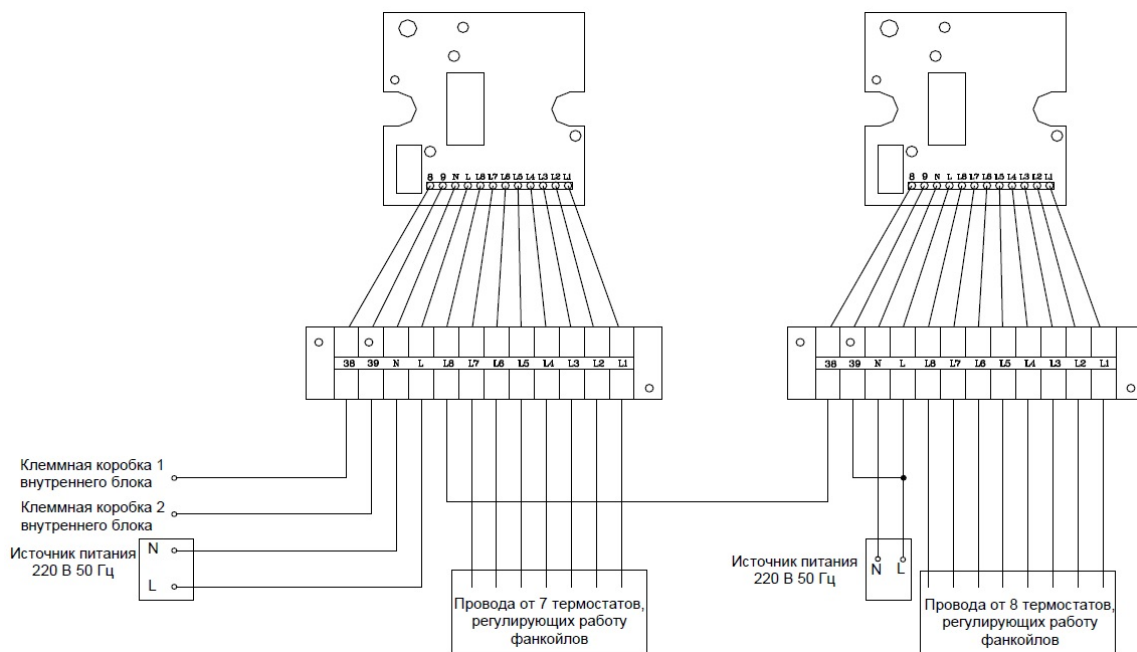 8 9 N L L8 L7 L6 L5 L4 L3 L2 L1
8 9 N L L8 L7 L6 L5 L4 L3 L2 L1
38 39 N L L8 L7 L6 L5 L4 L3 L2 L1
38 39 N L L8 L7 L6 L5 L4 L3 L2 L1
Клеммная коробка 1
внутреннего блока
Клеммная коробка 2
внутреннего блока
Источник питания
220 В 50 Гц
N
L
Провода от 7 термостатов,
регулирующих работу
фанкойлов
Источник питания
220 В 50 Гц
N L
Провода от 8 термостатов,
регулирующих работу
фанкойлов